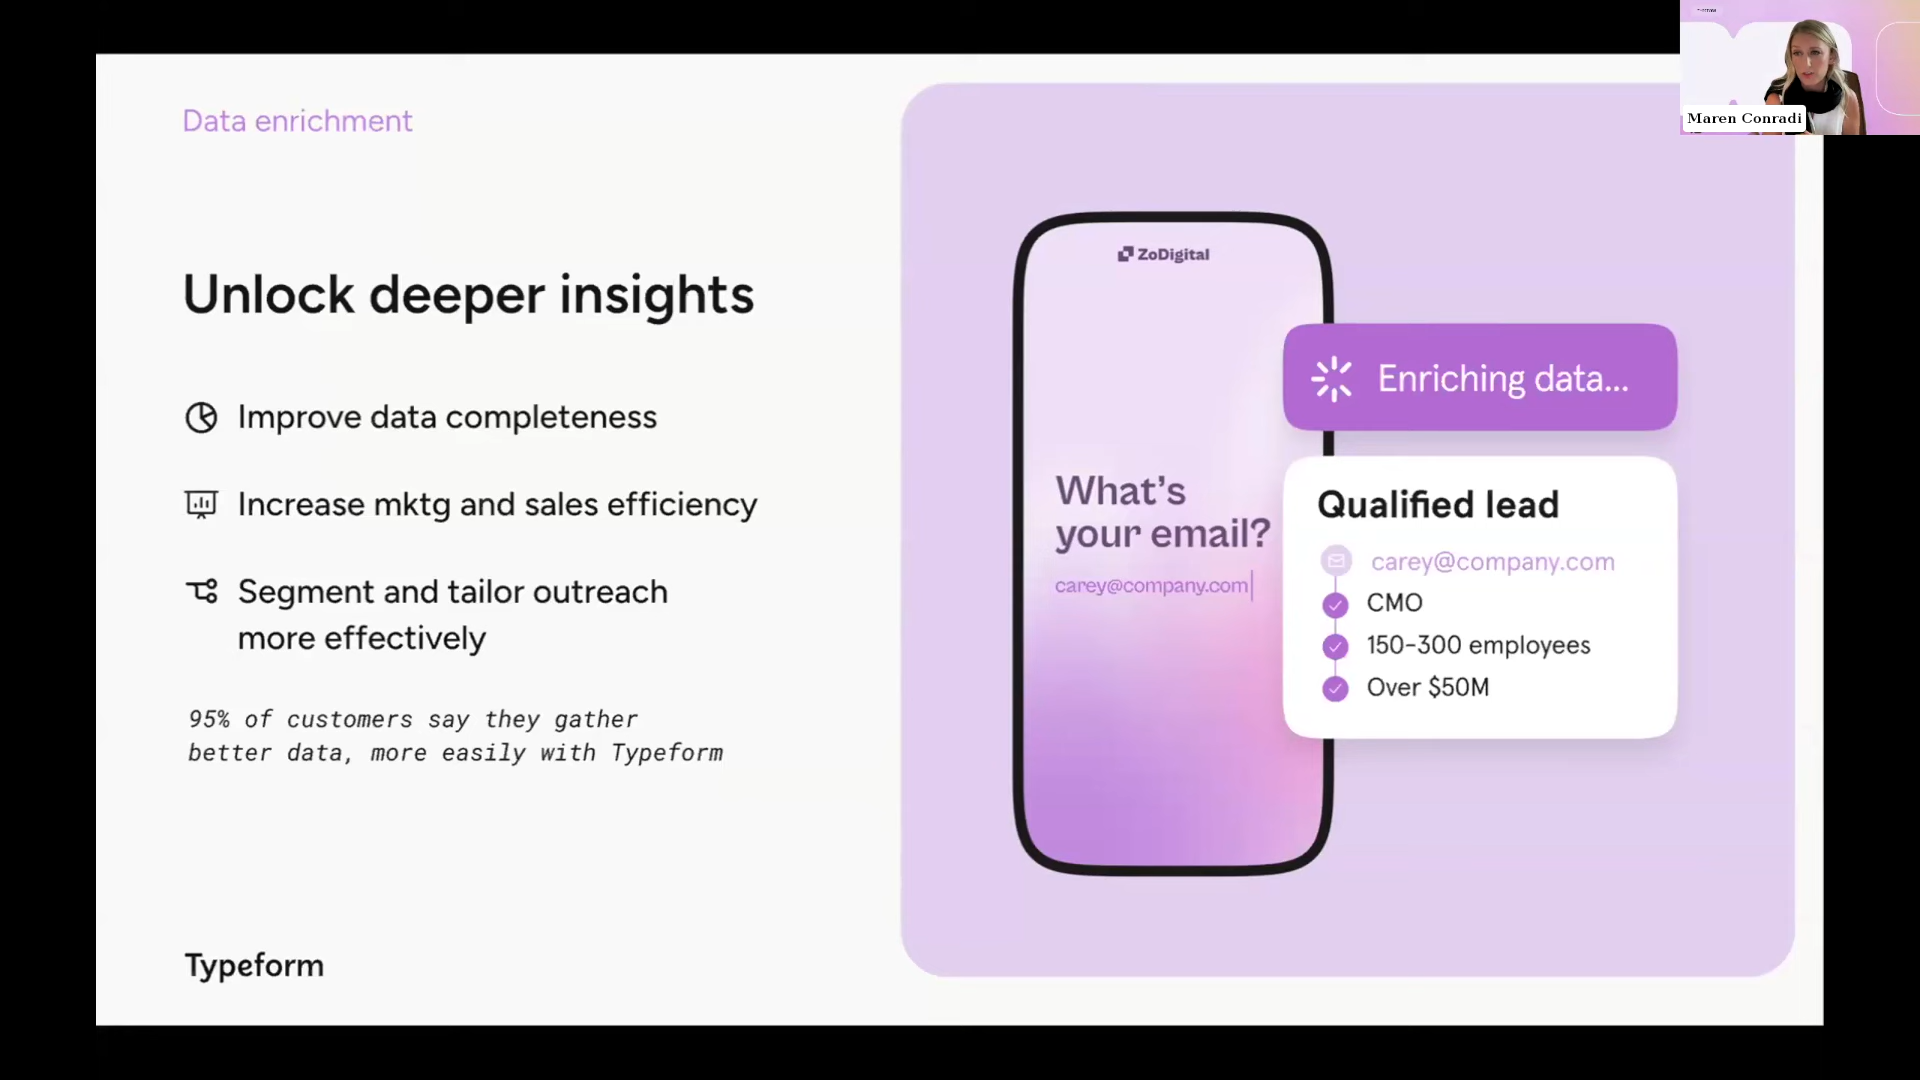 Data enrichment
Unlock deeper insights
Improve data completeness
Increase mktg and sales efficiency
Segment and tailor outreach
more effectively
95% of customers say they gather
better data, more easily with Typeform
Typeform
ZoDigital
What's
your email?
carey@company.com
Enriching data...
Qualified lead
carey@company.com
CMO
150-300 employees
Over $50M
Maren Conradi